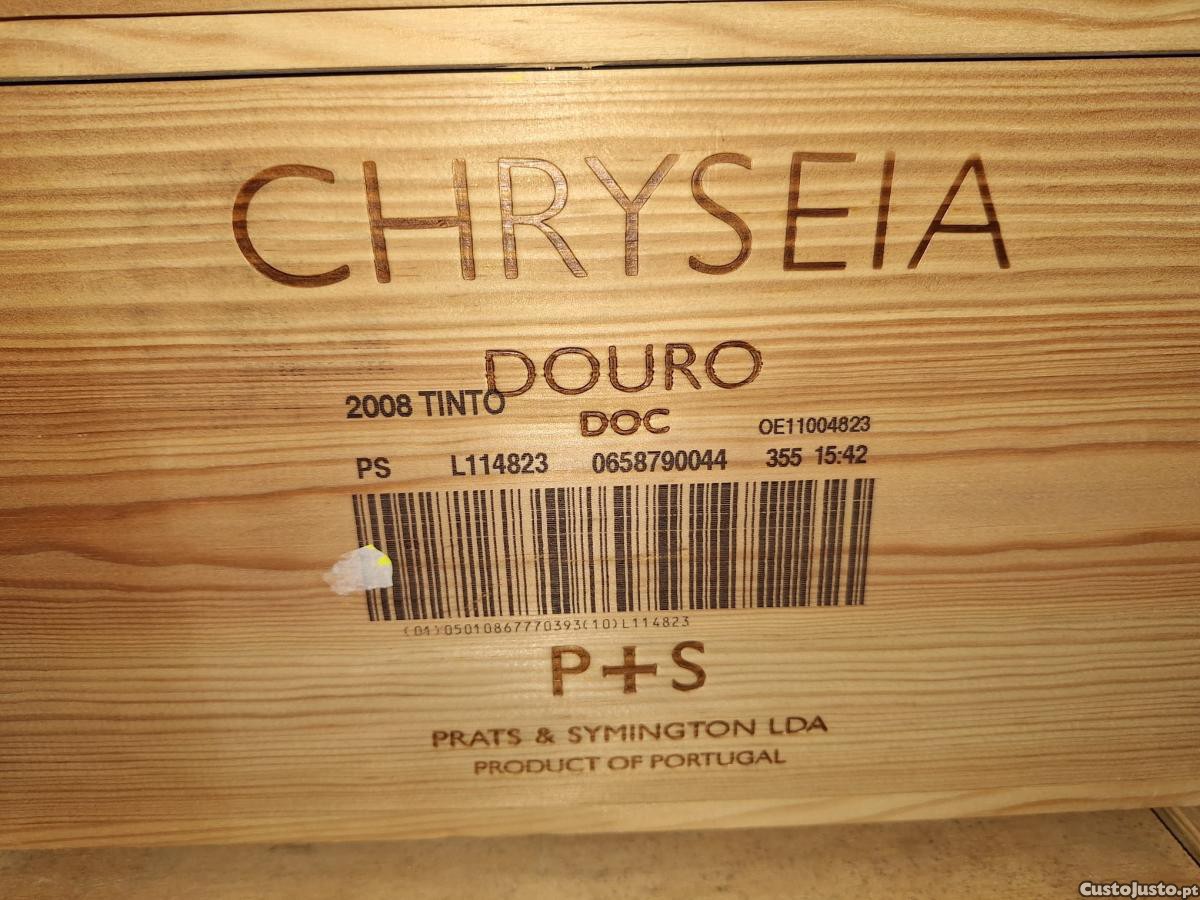 CHRYSEIA
DOURO
2008 TINTO
DOC
OE11004823
PS L114823 0658790044 355 15:42
(01)05010867770393(10)L114823
P+S
PRATS & SYMINGTON LDA
PRODUCT OF PORTUGAL
CustoJusto.pt